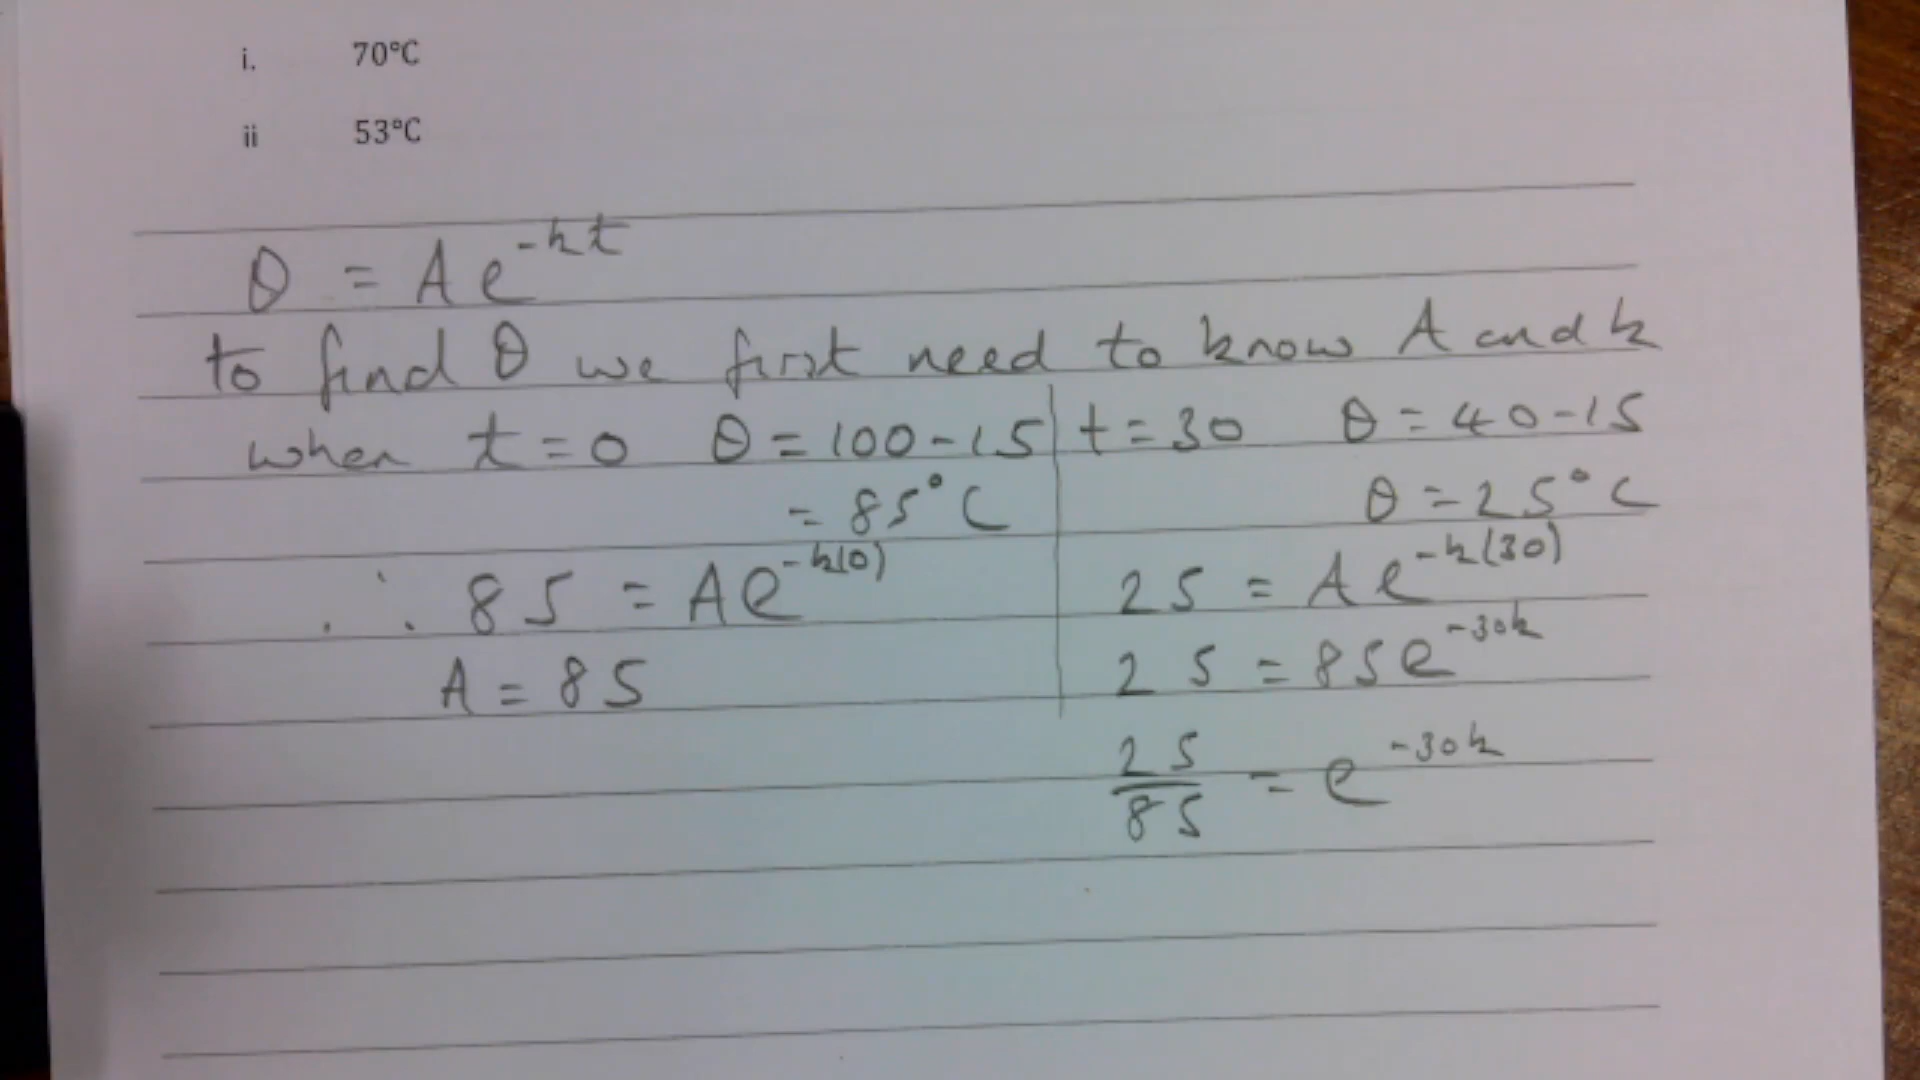 i. 70°C
ii 53°C
θ = Ae^{-kt}
to find θ we first need to know A and k
when t = 0 θ = 100 - 15
= 85°C
∴ 85 = Ae^{-k(0)}
A = 85
t = 30 θ = 40 - 15
θ = 25°C
25 = Ae^{-k(30)}
25 = 85e^{-30k}
25/85 = e^{-30k}